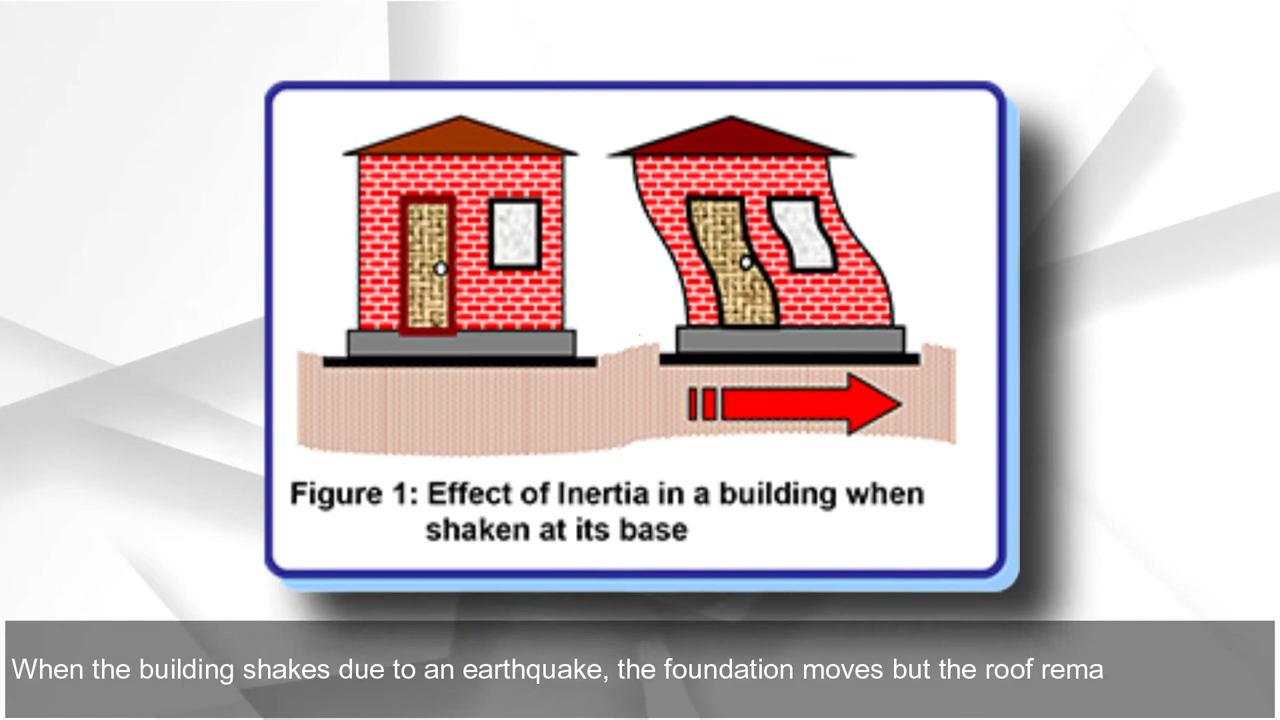 Figure 1: Effect of Inertia in a building when
shaken at its base
When the building shakes due to an earthquake, the foundation moves but the roof rema